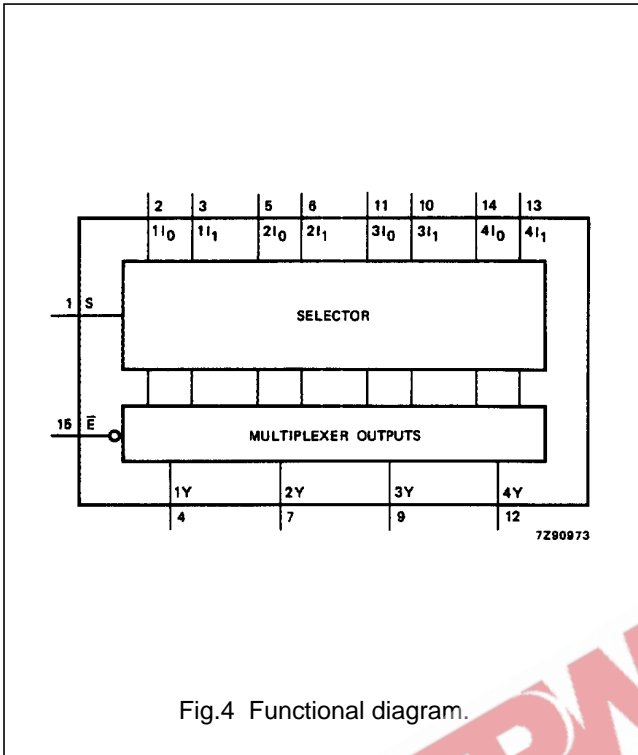 2 3 5 6 11 10 14 13
1I0 1I1 2I0 2I1 3I0 3I1 4I0 4I1
1 S
SELECTOR
15 E̅
MULTIPLEXER OUTPUTS
1Y 2Y 3Y 4Y
4 7 9 12
7Z90973
Fig.4 Functional diagram.